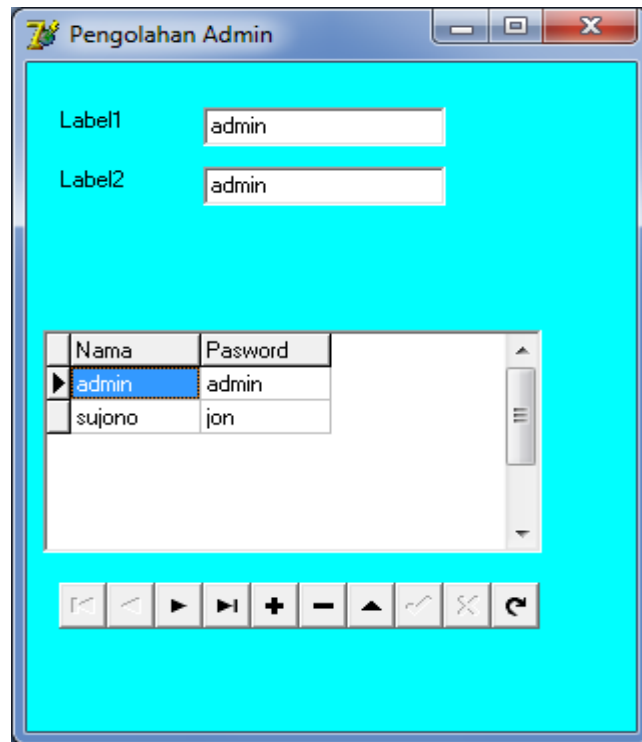 Pengolahan Admin
Label1 admin
Label2 admin
Nama Pasword
admin admin
sujono jon